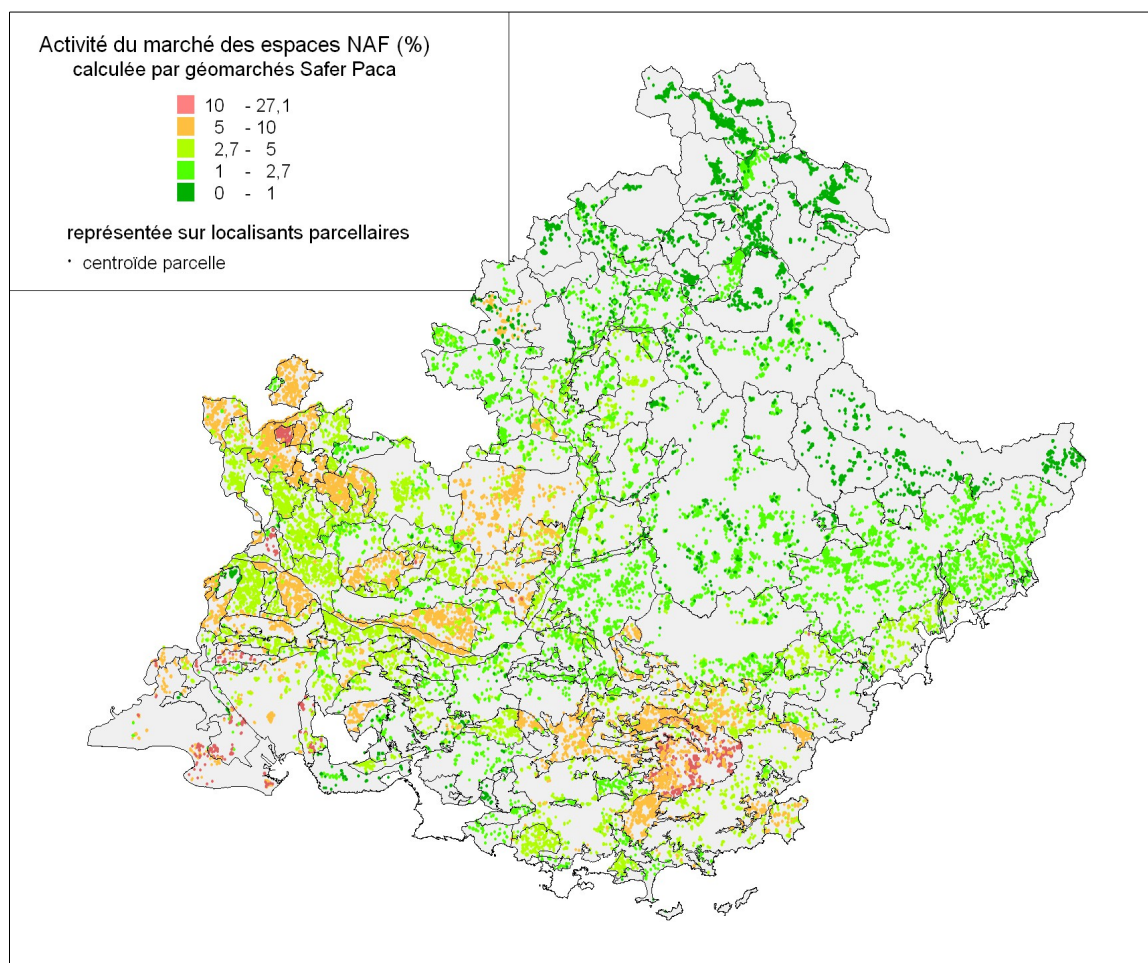 Activité du marché des espaces NAF (%)
calculée par géomarchés Safer Paca
10 - 27,1
5 - 10
2,7 - 5
1 - 2,7
0 - 1
représentée sur localisants parcellaires
· centroïde parcelle